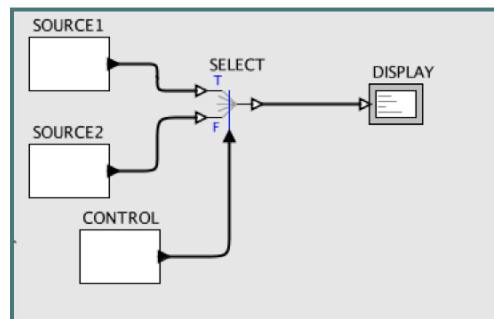 SOURCE1
SELECT
T
DISPLAY
SOURCE2
F
CONTROL